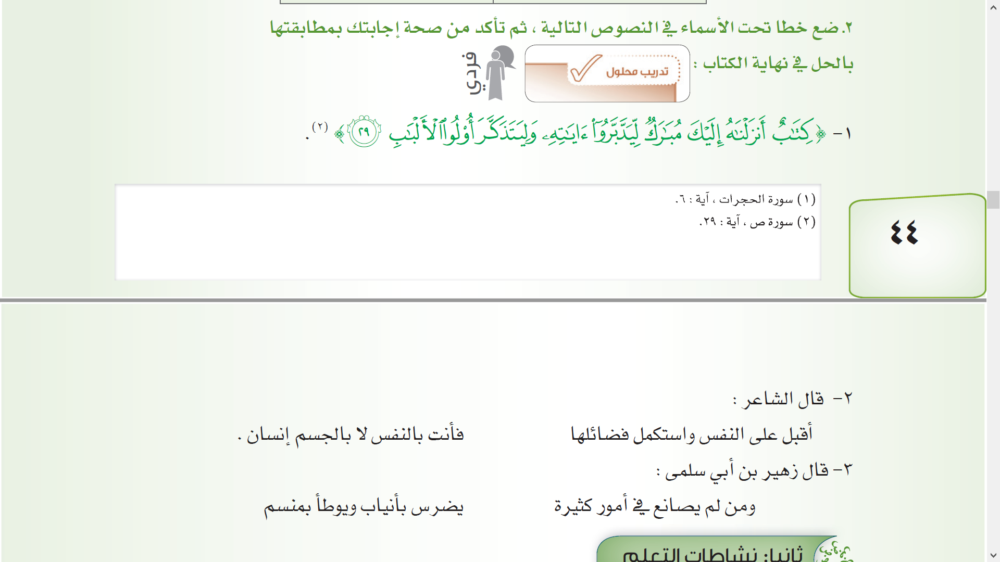 ٢. ضع خطا تحت الأسماء في النصوص التالية ، ثم تأكد من صحة إجابتك بمطابقتها
بالحل في نهاية الكتاب :
تدريب محلول
فردي
١- ﴿كِتَٰبٌ أَنزَلْنَٰهُ إِلَيْكَ مُبَٰرَكٌ لِّيَدَّبَّرُوٓا۟ ءَايَٰتِهِۦ وَلِيَتَذَكَّرَ أُو۟لُوا۟ ٱلْأَلْبَٰبِ ٢٩﴾ (٢) .
(١) سورة الحجرات ، آية : ٦.
(٢) سورة ص ، آية : ٢٩.
٤٤
٢- قال الشاعر :
أقبل على النفس واستكمل فضائلها فأنت بالنفس لا بالجسم إنسان .
٣- قال زهير بن أبي سلمى :
ومن لم يصانع في أمور كثيرة يضرس بأنياب ويوطأ بمنسم
ثانيا: نشاطات التعلم